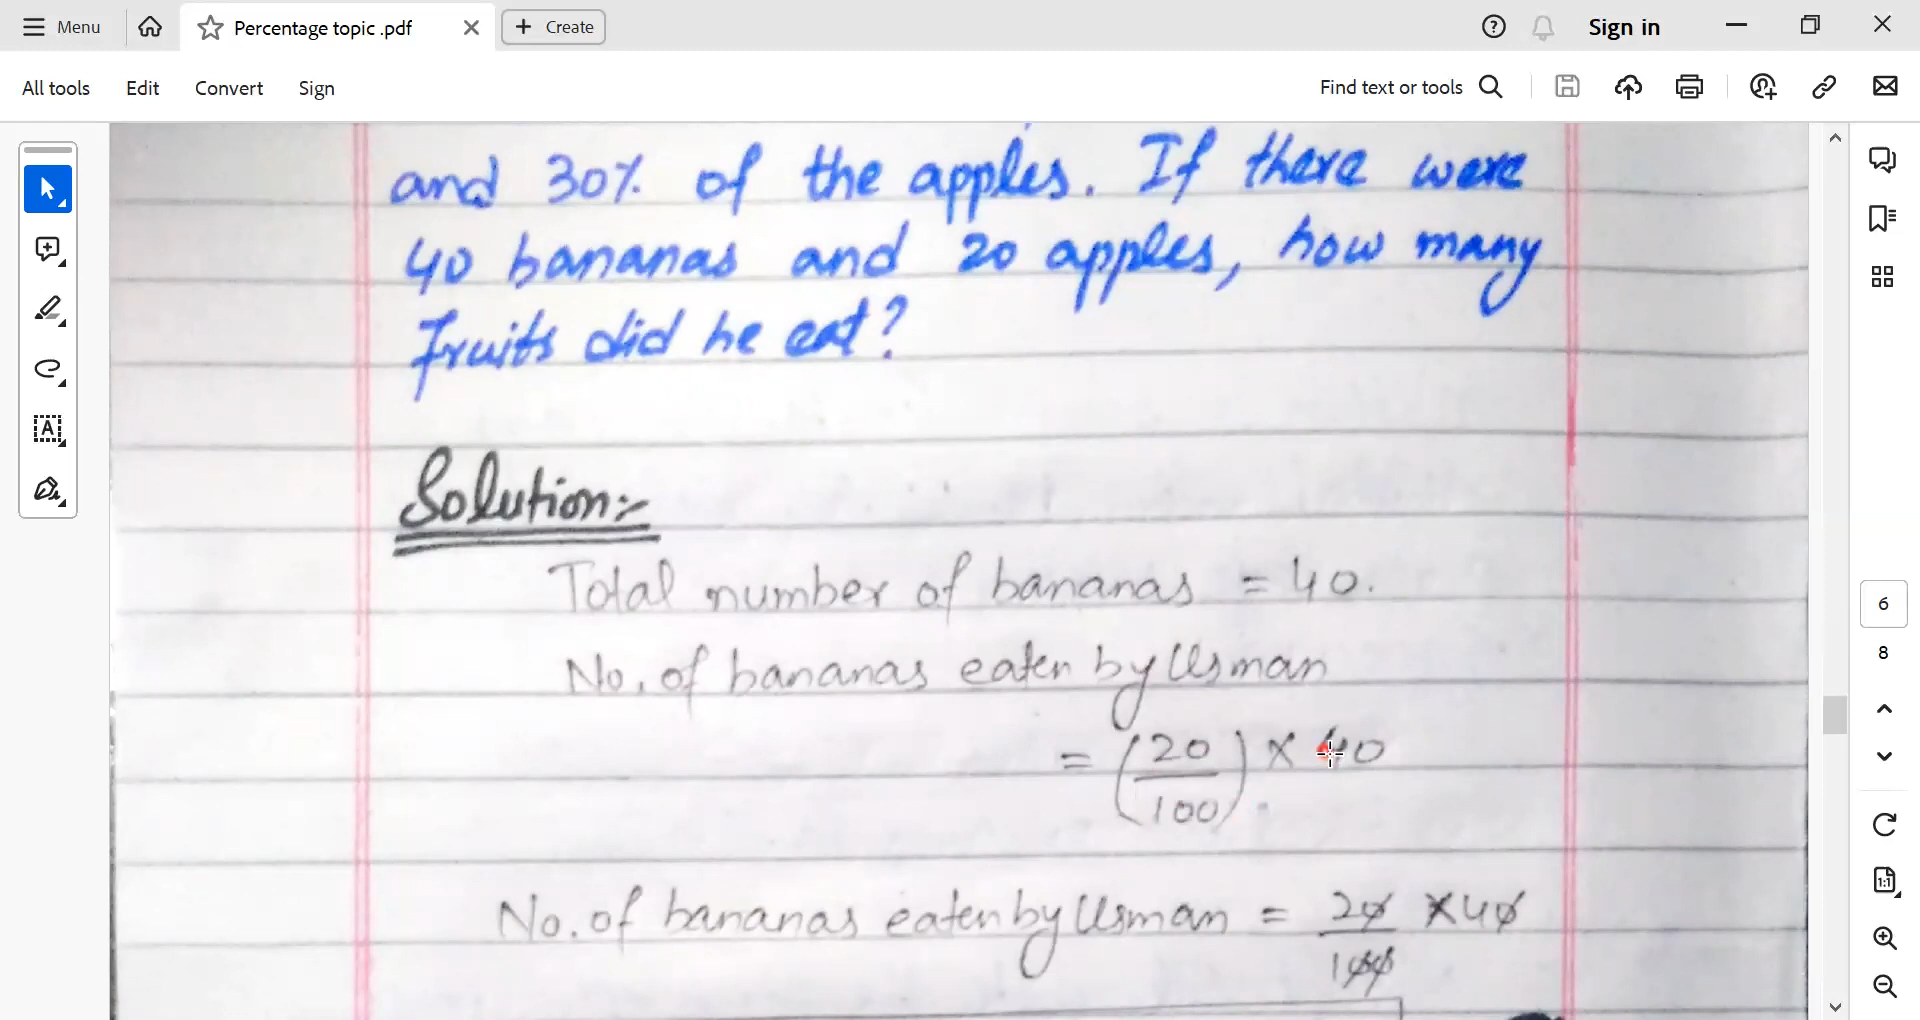 Menu
Percentage topic .pdf
Create
Sign in
All tools
Edit
Convert
Sign
Find text or tools
and 30% of the apples. If there were
40 bananas and 20 apples, how many
fruits did he eat?
Solution:-
Total number of bananas = 40.
No. of bananas eaten by Usman
= (20/100) × 40
No. of bananas eaten by Usman = 20/100 × 40
6
8